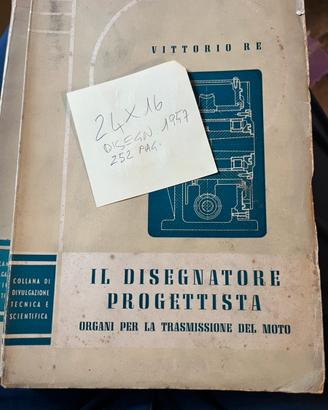 VITTORIO RE
24X16
DISEGN 1957
252 PAG.
COLLANA DI
DIVULGAZIONE
TECNICA E
SCIENTIFICA
IL DISEGNATORE
PROGETTISTA
ORGANI PER LA TRASMISSIONE DEL MOTO